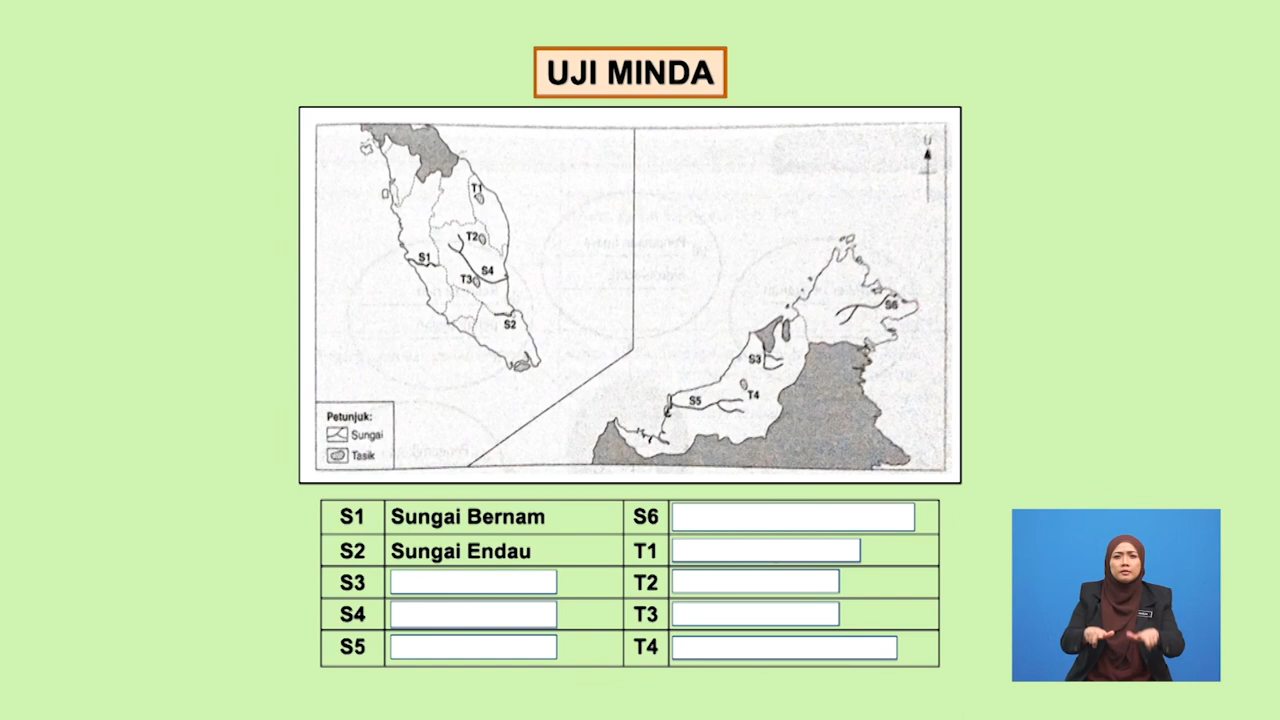 UJI MINDA
U
T1
T2
S1
S4
T3
S2
S6
S3
T4
S5
Petunjuk:
Sungai
Tasik
S1 Sungai Bernam S6
S2 Sungai Endau T1
S3 T2
S4 T3
S5 T4